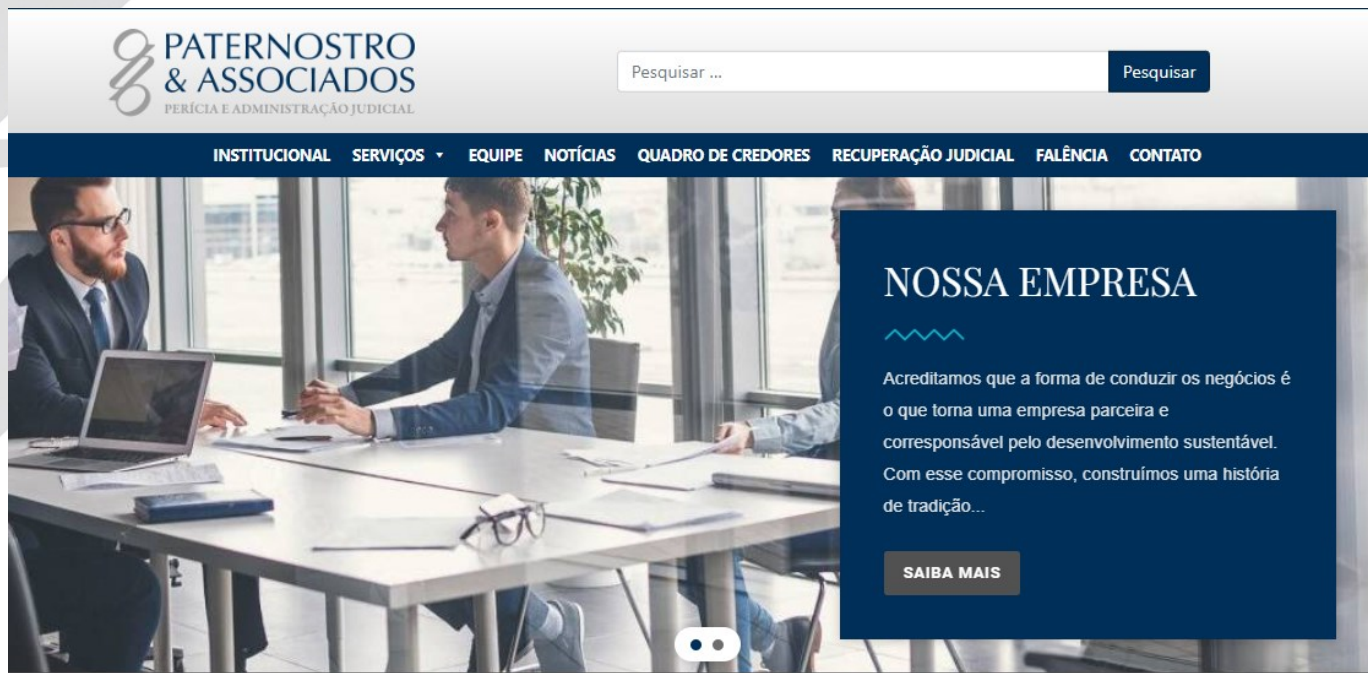 PATERNOSTRO
& ASSOCIADOS
PERÍCIA E ADMINISTRAÇÃO JUDICIAL
Pesquisar ...
Pesquisar
INSTITUCIONAL SERVIÇOS EQUIPE NOTÍCIAS QUADRO DE CREDORES RECUPERAÇÃO JUDICIAL FALÊNCIA CONTATO
NOSSA EMPRESA
Acreditamos que a forma de conduzir os negócios é
o que torna uma empresa parceira e
corresponsável pelo desenvolvimento sustentável.
Com esse compromisso, construímos uma história
de tradição...
SAIBA MAIS